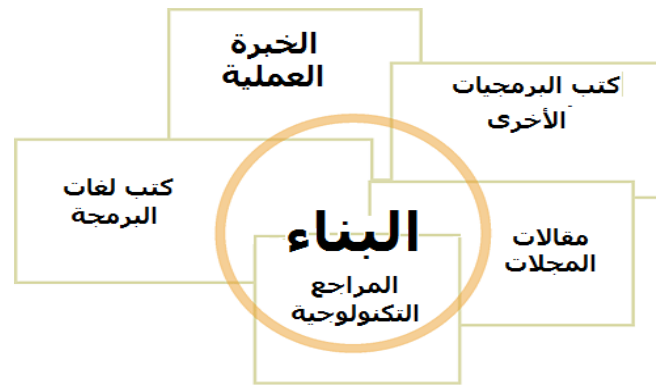 الخبرة
العملية
كتب البرمجيات
الأخرى
كتب لغات
البرمجة
البناء
مقالات
المجلات
المراجع
التكنولوجية